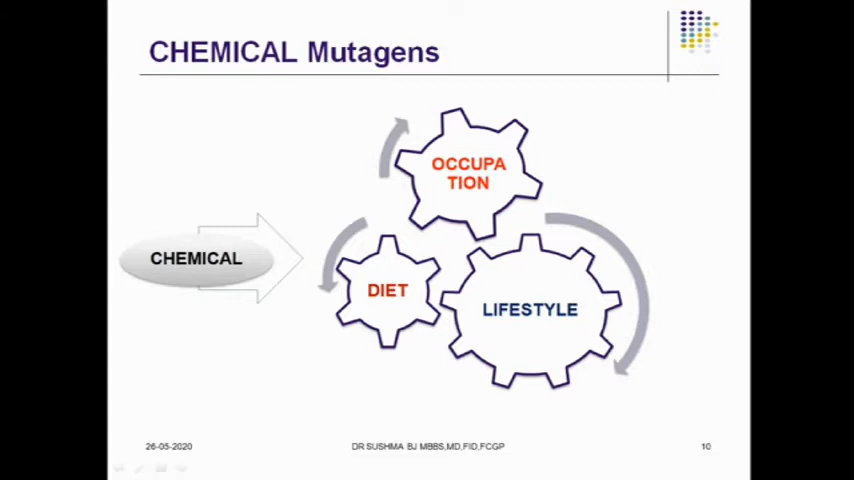 CHEMICAL Mutagens
OCCUPA
TION
CHEMICAL
DIET
LIFESTYLE
26-05-2020
DR SUSHMA BJ MBBS,MD,FID,FCGP
10